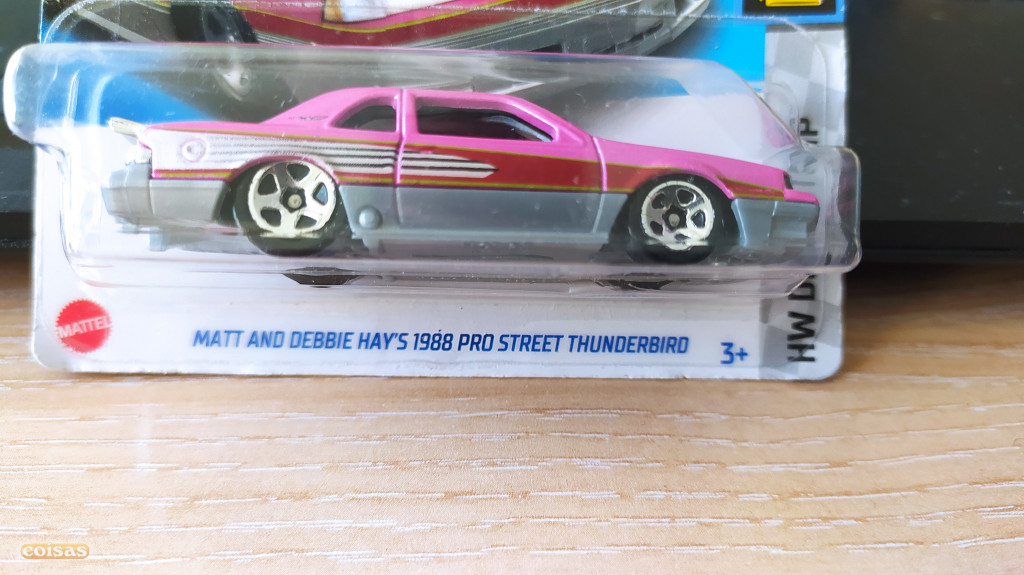 MATTEL
MATT AND DEBBIE HAY'S 1988 PRO STREET THUNDERBIRD
3+
HW D
coisas